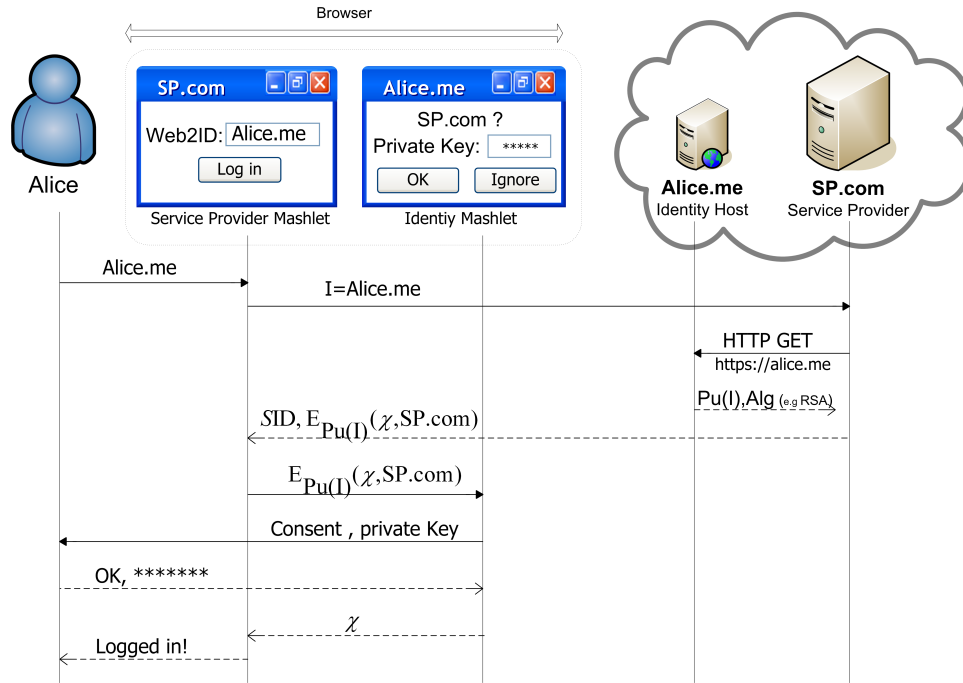 Browser
SP.com
Web2ID: Alice.me
Log in
Alice.me
SP.com ?
Private Key: *****
OK Ignore
Alice
Service Provider Mashlet
Identiy Mashlet
Alice.me
Identity Host
SP.com
Service Provider
Alice.me
I=Alice.me
HTTP GET
https://alice.me
Pu(I),Alg (e.g RSA)
SID, E Pu(I) (χ,SP.com)
E Pu(I) (χ,SP.com)
Consent , private Key
OK, *******
χ
Logged in!